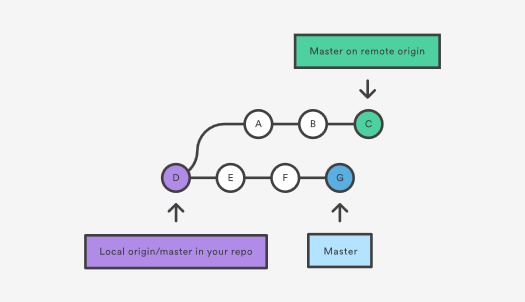 Master on remote origin
A B C
D E F G
Local origin/master in your repo
Master